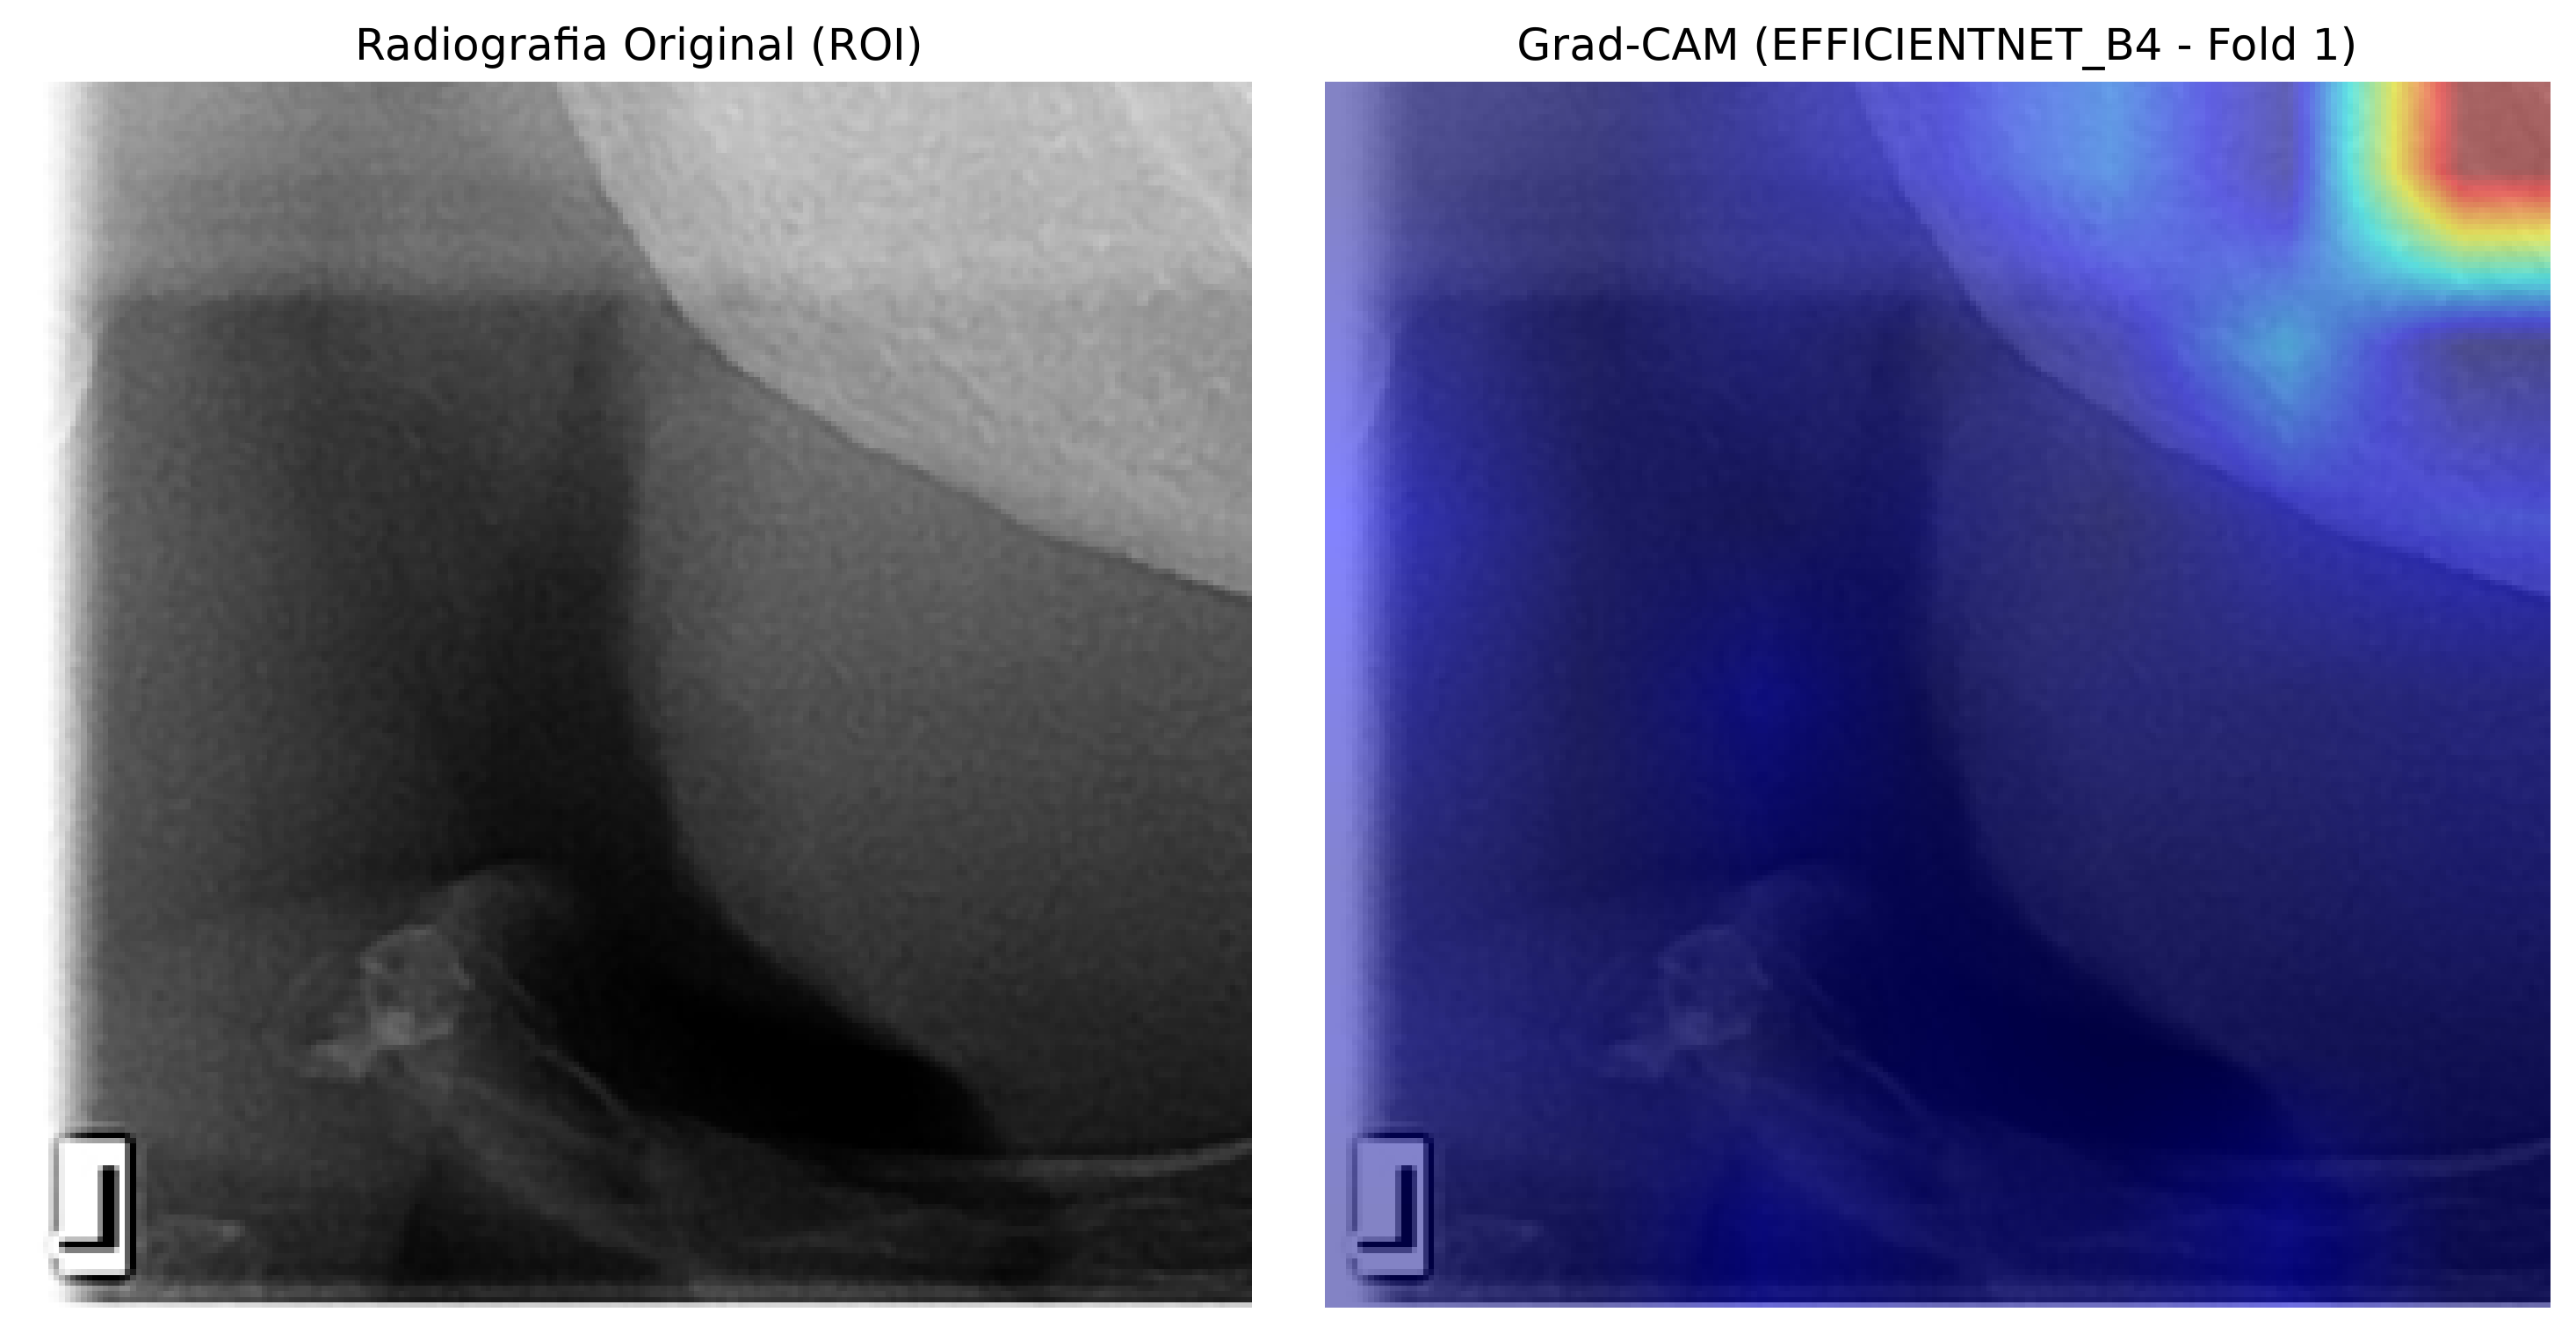 Radiografia Original (ROI)
Grad-CAM (EFFICIENTNET_B4 - Fold 1)